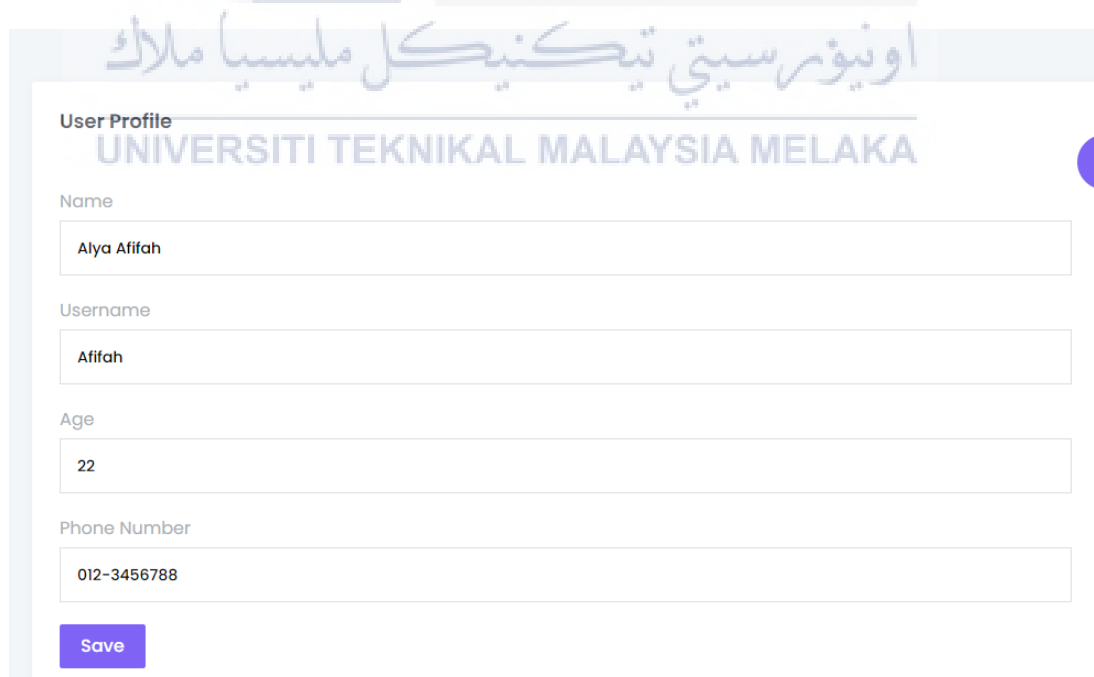 اونيۏرسيتي تيكنيكل مليسيا ملاك
User Profile
UNIVERSITI TEKNIKAL MALAYSIA MELAKA
Name
Alya Afifah
Username
Afifah
Age
22
Phone Number
012-3456788
Save